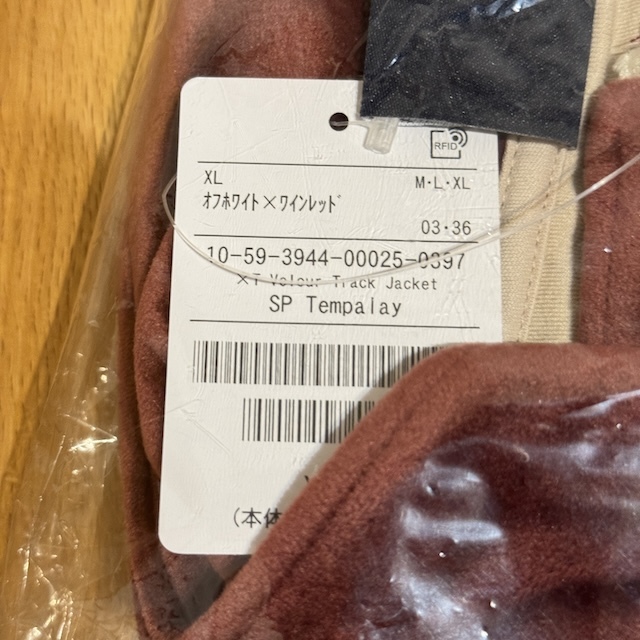 RFID
XL M・L・XL
ｵﾌﾎﾜｲﾄ×ﾜｲﾝﾚｯﾄﾞ
03・36
10-59-3944-00025-0397
×T Velour Track Jacket
SP Tempalay
(本体